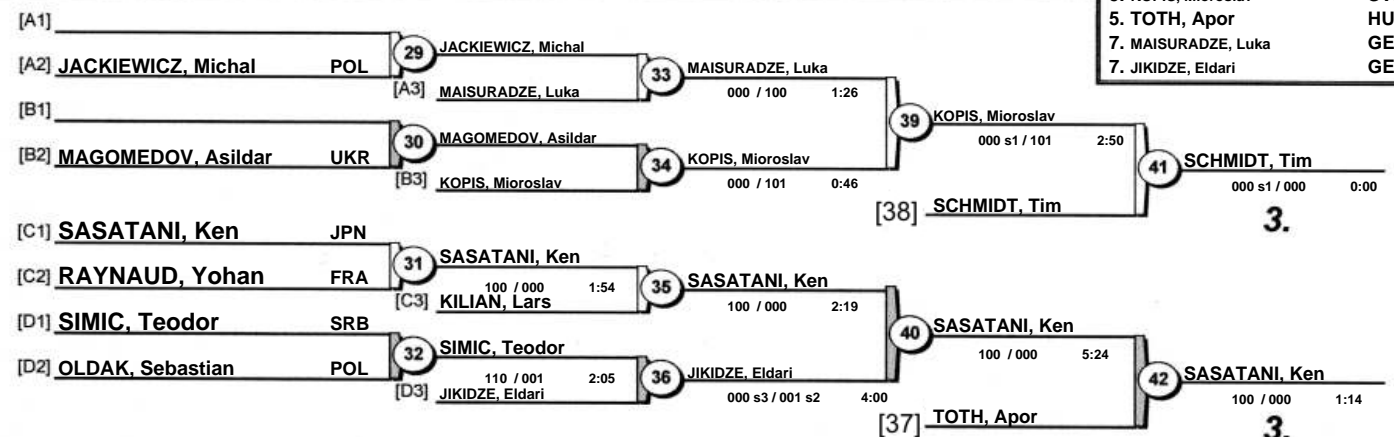 5. TOTH, Apor HU
7. MAISURADZE, Luka GE
7. JIKIDZE, Eldari GE
[A1]
[A2] JACKIEWICZ, Michal POL
29
[A3]
JACKIEWICZ, Michal
MAISURADZE, Luka
33
MAISURADZE, Luka
000 / 100 1:26
[B1]
[B2] MAGOMEDOV, Asildar UKR
30
[B3]
MAGOMEDOV, Asildar
KOPIS, Mioroslav
34
KOPIS, Mioroslav
000 / 101 0:46
39
KOPIS, Mioroslav
000 s1 / 101 2:50
[38] SCHMIDT, Tim
41
SCHMIDT, Tim
000 s1 / 000 0:00
3.
[C1] SASATANI, Ken JPN
[C2] RAYNAUD, Yohan FRA
31
[C3]
SASATANI, Ken
100 / 000 1:54
KILIAN, Lars
35
SASATANI, Ken
100 / 000 2:19
[D1] SIMIC, Teodor SRB
[D2] OLDAK, Sebastian POL
32
[D3]
SIMIC, Teodor
110 / 001 2:05
JIKIDZE, Eldari
36
JIKIDZE, Eldari
000 s3 / 001 s2 4:00
40
SASATANI, Ken
100 / 000 5:24
[37] TOTH, Apor
42
SASATANI, Ken
100 / 000 1:14
3.